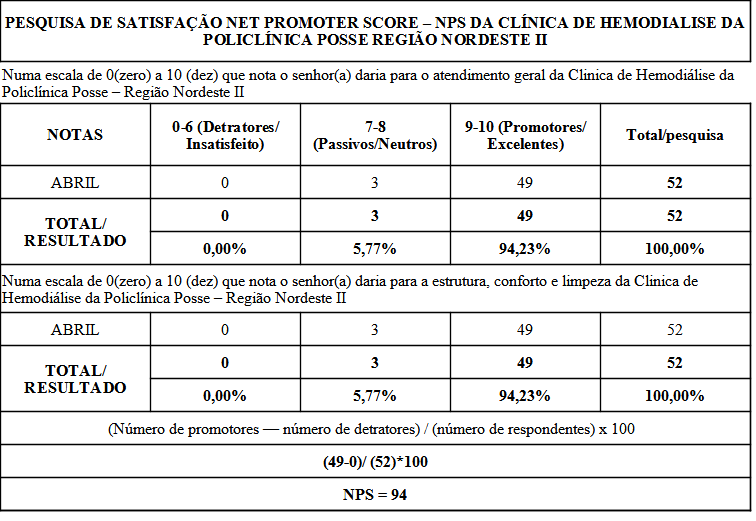 PESQUISA DE SATISFAÇÃO NET PROMOTER SCORE – NPS DA CLÍNICA DE HEMODIALISE DA
POLICLÍNICA POSSE REGIÃO NORDESTE II
Numa escala de 0(zero) a 10 (dez) que nota o senhor(a) daria para o atendimento geral da Clinica de Hemodiálise da
Policlínica Posse – Região Nordeste II
NOTAS
0-6 (Detratores/
Insatisfeito)
7-8
(Passivos/Neutros)
9-10 (Promotores/
Excelentes)
Total/pesquisa
ABRIL 0 3 49 52
TOTAL/
RESULTADO
0 3 49 52
0,00% 5,77% 94,23% 100,00%
Numa escala de 0(zero) a 10 (dez) que nota o senhor(a) daria para a estrutura, conforto e limpeza da Clinica de
Hemodiálise da Policlínica Posse – Região Nordeste II
ABRIL 0 3 49 52
TOTAL/
RESULTADO
0 3 49 52
0,00% 5,77% 94,23% 100,00%
(Número de promotores — número de detratores) / (número de respondentes) x 100
(49-0)/ (52)*100
NPS = 94